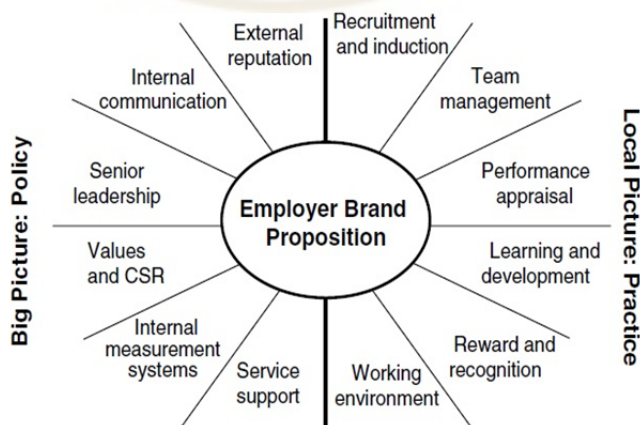 External
reputation
Recruitment
and induction
Internal
communication
Team
management
Senior
leadership
Performance
appraisal
Big Picture: Policy
Employer Brand
Proposition
Local Picture: Practice
Values
and CSR
Learning and
development
Internal
measurement
systems
Reward and
recognition
Service
support
Working
environment